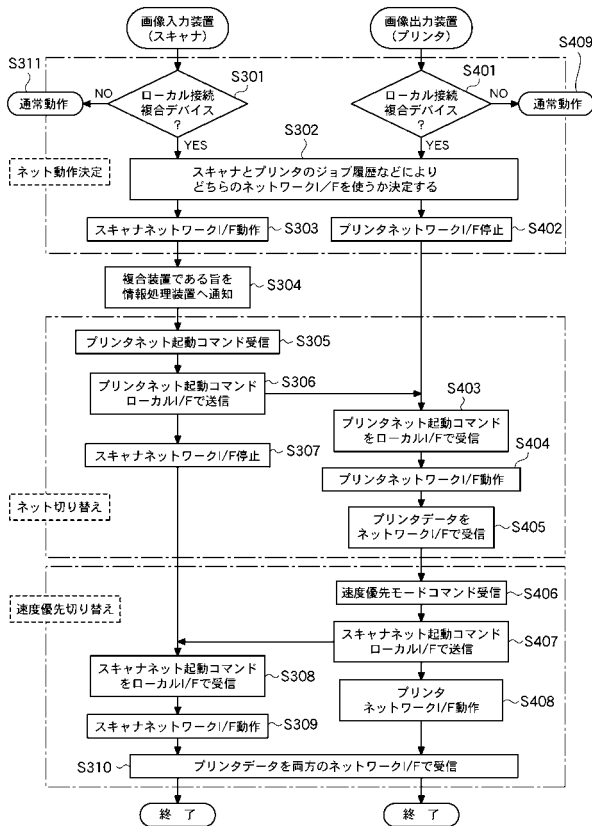 画像入力装置
(スキャナ)
画像出力装置
(プリンタ)
S311
通常動作
NO
ローカル接続
複合デバイス
?
S301
YES
ローカル接続
複合デバイス
?
S401
NO
S409
通常動作
YES
ネット動作決定
S302
スキャナとプリンタのジョブ履歴などにより
どちらのネットワークI/Fを使うか決定する
スキャナネットワークI/F動作
S303
プリンタネットワークI/F停止
S402
複合装置である旨を
情報処理装置へ通知
S304
プリンタネット起動コマンド受信
S305
プリンタネット起動コマンド
ローカルI/Fで送信
S306
S403
プリンタネット起動コマンド
をローカルI/Fで受信
スキャナネットワークI/F停止
S307
S404
プリンタネットワークI/F動作
ネット切り替え
プリンタデータを
ネットワークI/Fで受信
S405
速度優先モードコマンド受信
S406
速度優先切り替え
スキャナネット起動コマンド
ローカルI/Fで送信
S407
スキャナネット起動コマンド
をローカルI/Fで受信
S308
プリンタ
ネットワークI/F動作
S408
スキャナネットワークI/F動作
S309
S310
プリンタデータを両方のネットワークI/Fで受信
終 了
終 了